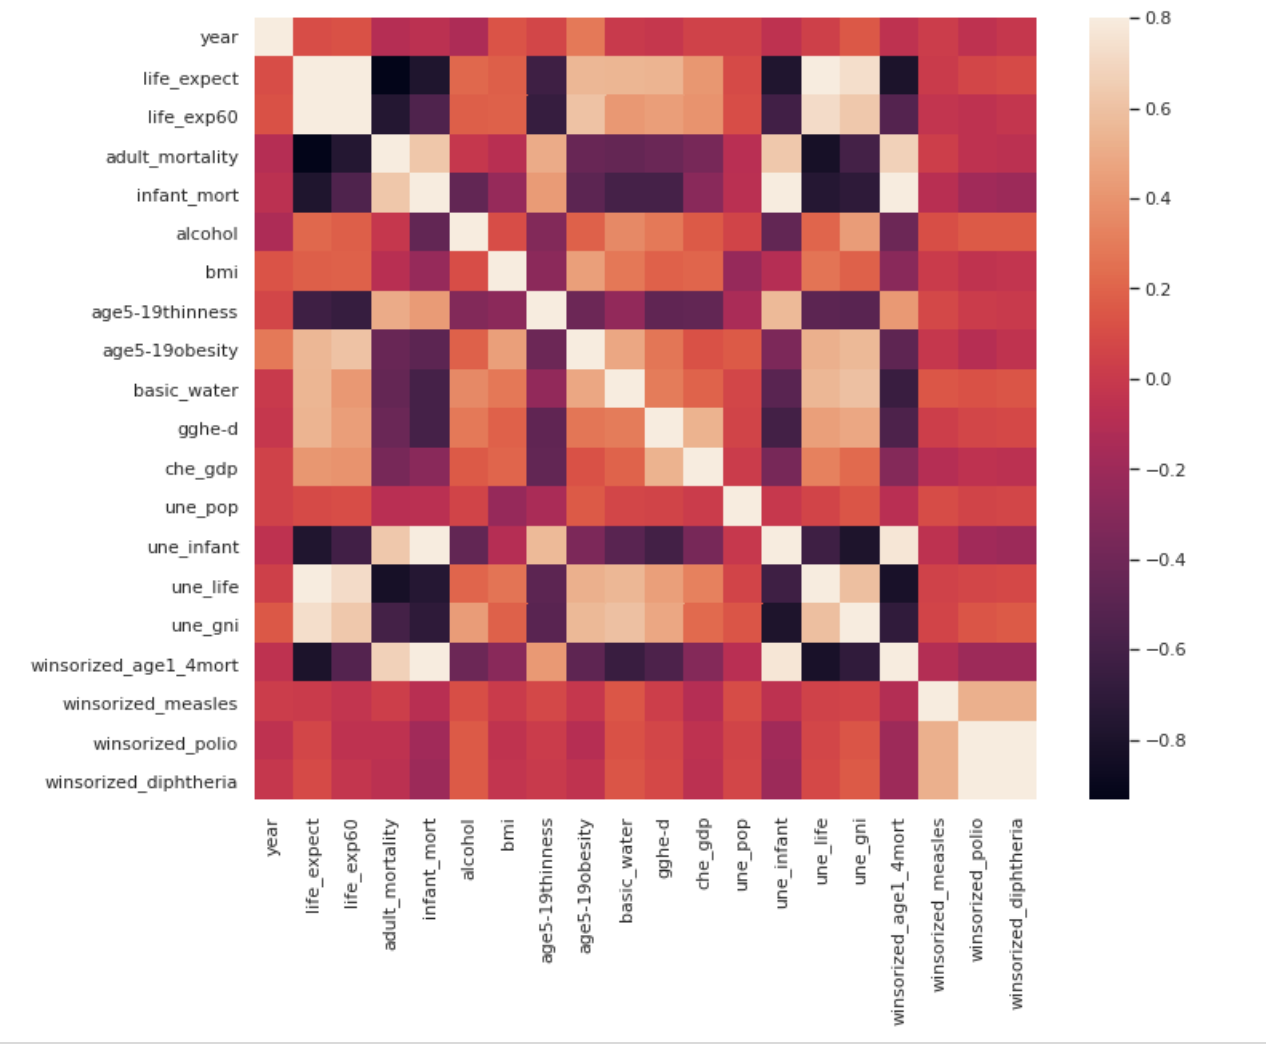 year
life_expect
life_exp60
adult_mortality
infant_mort
alcohol
bmi
age5-19thinness
age5-19obesity
basic_water
gghe-d
che_gdp
une_pop
une_infant
une_life
une_gni
winsorized_age1_4mort
winsorized_measles
winsorized_polio
winsorized_diphtheria
year
life_expect
life_exp60
adult_mortality
infant_mort
alcohol
bmi
age5-19thinness
age5-19obesity
basic_water
gghe-d
che_gdp
une_pop
une_infant
une_life
une_gni
winsorized_age1_4mort
winsorized_measles
winsorized_polio
winsorized_diphtheria
0.8
0.6
0.4
0.2
0.0
−0.2
−0.4
−0.6
−0.8